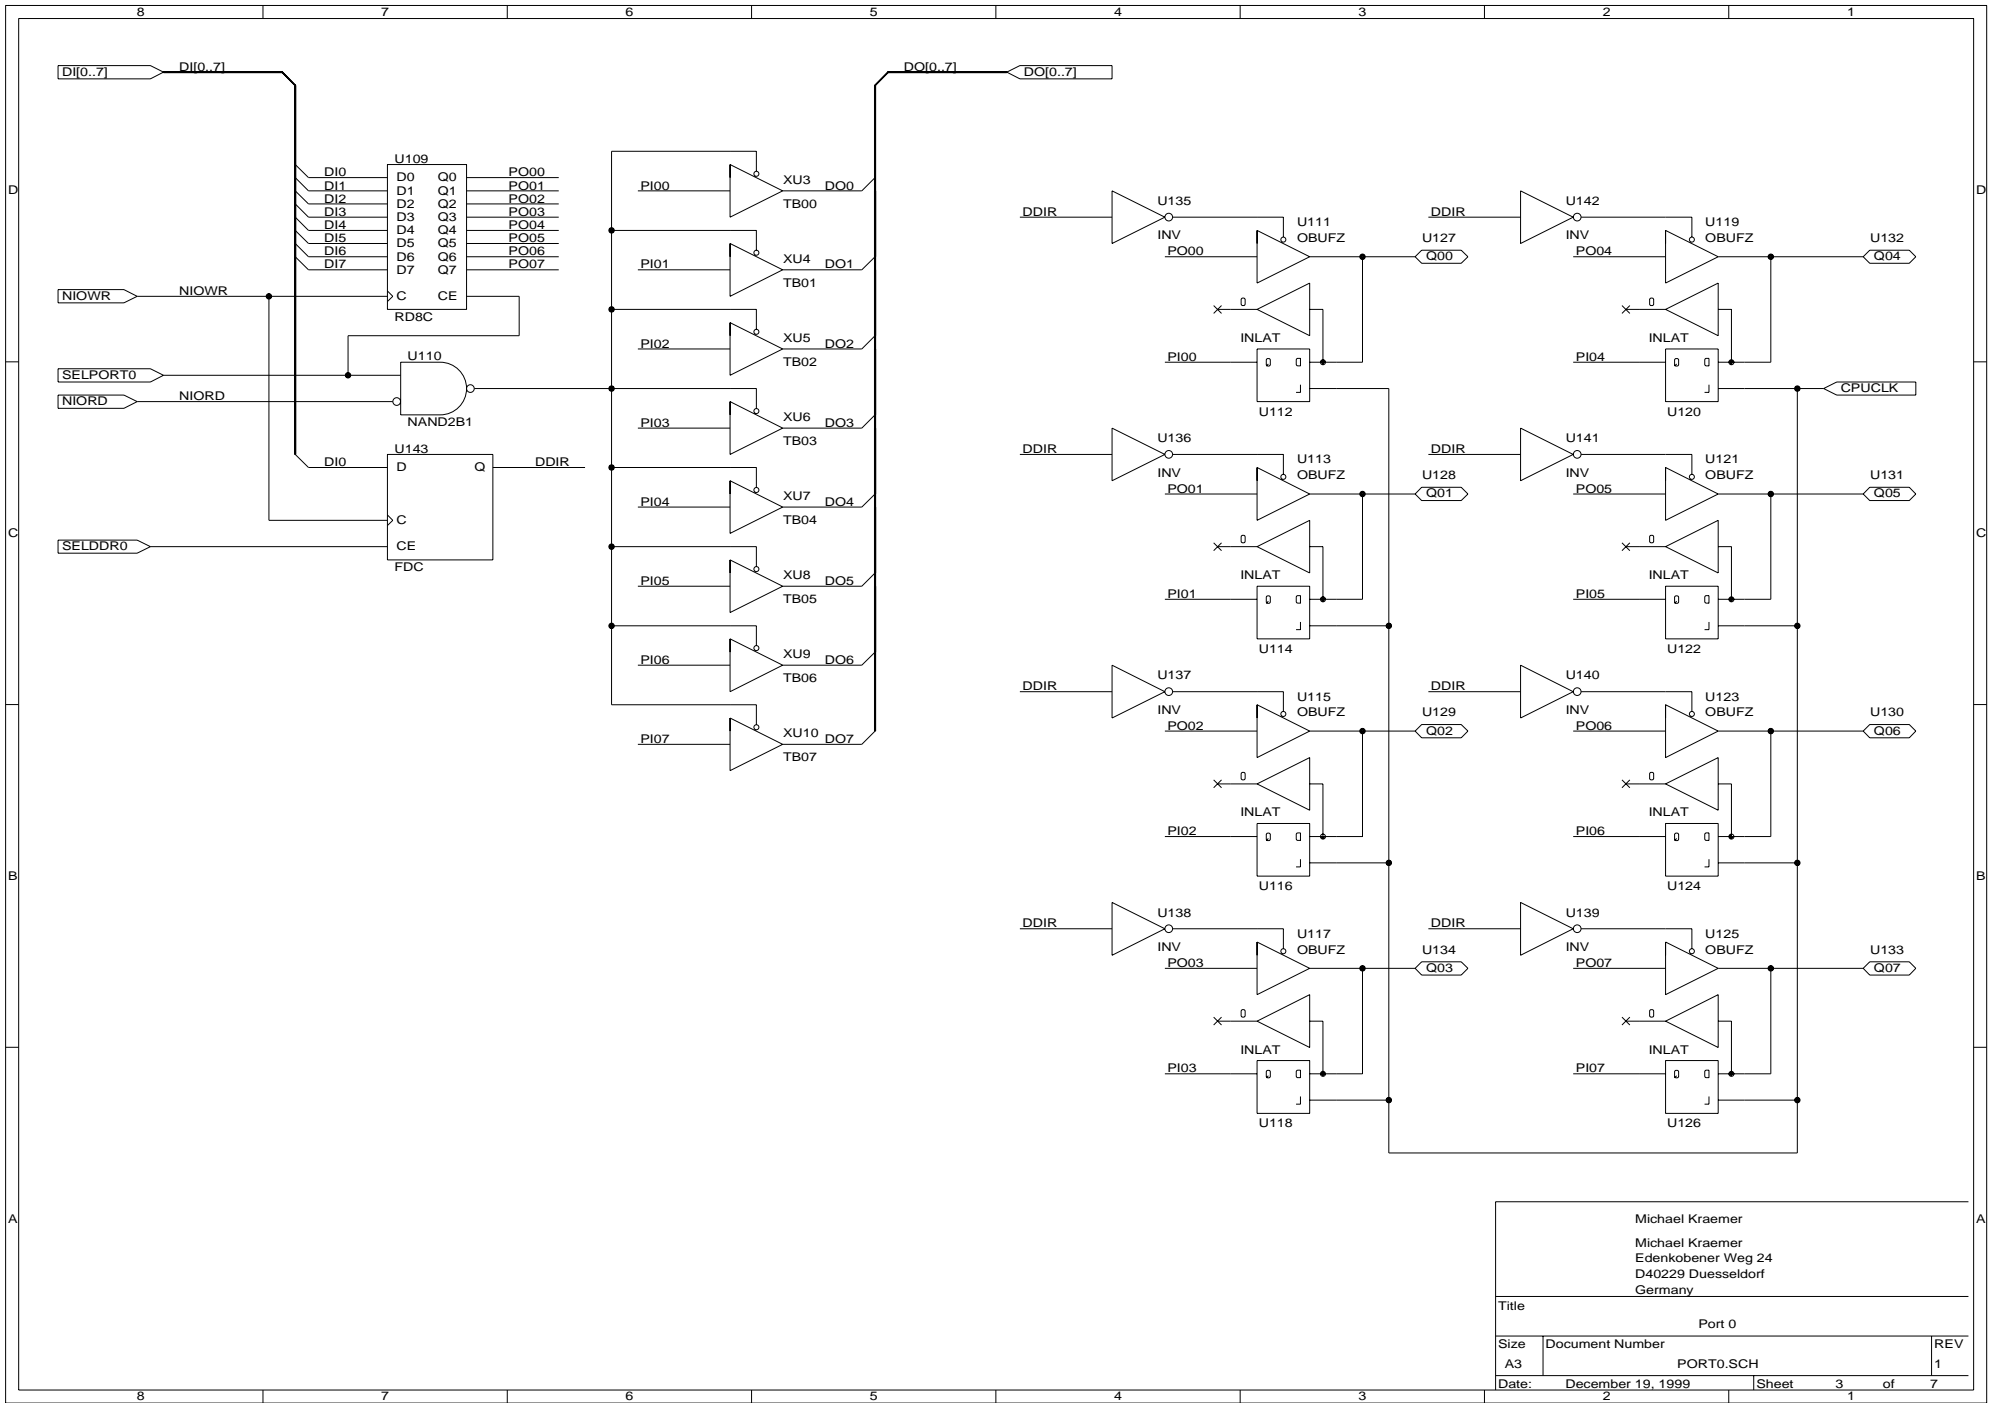 8 7 6 5 4 3 2 1
DI[0..7] DI[0..7] DO[0..7] DO[0..7]
D D
U109
DI0 D0 Q0 PO00
DI1 D1 Q1 PO01
DI2 D2 Q2 PO02
DI3 D3 Q3 PO03
DI4 D4 Q4 PO04
DI5 D5 Q5 PO05
DI6 D6 Q6 PO06
DI7 D7 Q7 PO07
NIOWR NIOWR C CE
RD8C
U110
SELPORT0
NIORD NIORD
NAND2B1
U143
DI0 D Q DDIR
C
SELDDR0 CE
FDC
PI00 XU3 DO0
TB00
PI01 XU4 DO1
TB01
PI02 XU5 DO2
TB02
PI03 XU6 DO3
TB03
PI04 XU7 DO4
TB04
PI05 XU8 DO5
TB05
PI06 XU9 DO6
TB06
PI07 XU10 DO7
TB07
DDIR U135
INV U111
OBUFZ
PO00 U127
Q00
O
INLAT
PI00 Q D
L
U112
DDIR U142
INV U119
OBUFZ
PO04 U132
Q04
O
INLAT
PI04 Q D
L
U120
CPUCLK
DDIR U136
INV U113
OBUFZ
PO01 U128
Q01
O
INLAT
PI01 Q D
L
U114
DDIR U141
INV U121
OBUFZ
PO05 U131
Q05
O
INLAT
PI05 Q D
L
U122
C C
DDIR U137
INV U115
OBUFZ
PO02 U129
Q02
O
INLAT
PI02 Q D
L
U116
DDIR U140
INV U123
OBUFZ
PO06 U130
Q06
O
INLAT
PI06 Q D
L
U124
B B
DDIR U138
INV U117
OBUFZ
PO03 U134
Q03
O
INLAT
PI03 Q D
L
U118
DDIR U139
INV U125
OBUFZ
PO07 U133
Q07
O
INLAT
PI07 Q D
L
U126
A A
Michael Kraemer
Michael Kraemer
Edenkobener Weg 24
D40229 Duesseldorf
Germany
Title
Port 0
Size Document Number REV
A3 PORT0.SCH 1
Date: December 19, 1999 Sheet 3 of 7
8 7 6 5 4 3 2 1